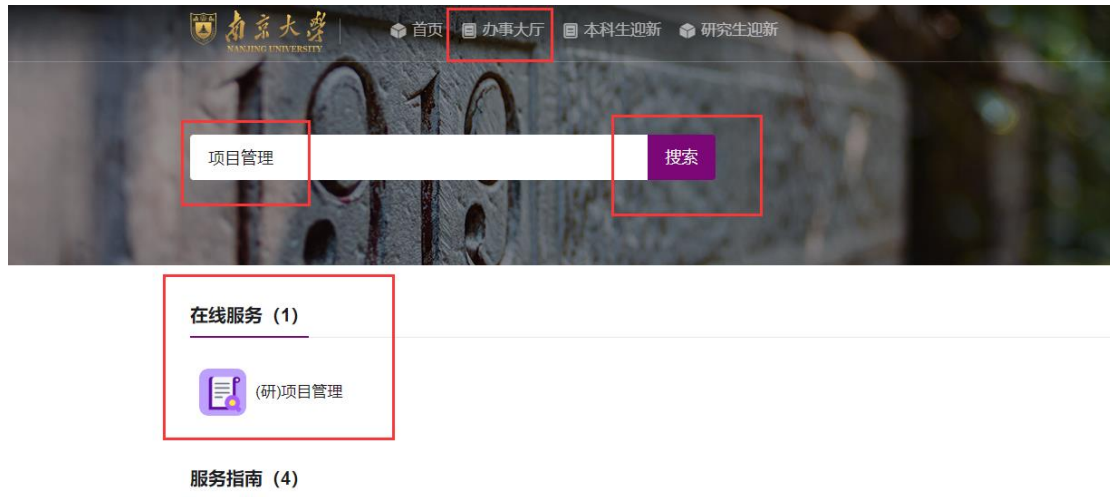 南京大学
NANJING UNIVERSITY
首页 办事大厅 本科生迎新 研究生迎新
项目管理 搜索
在线服务（1）
(研)项目管理
服务指南（4）